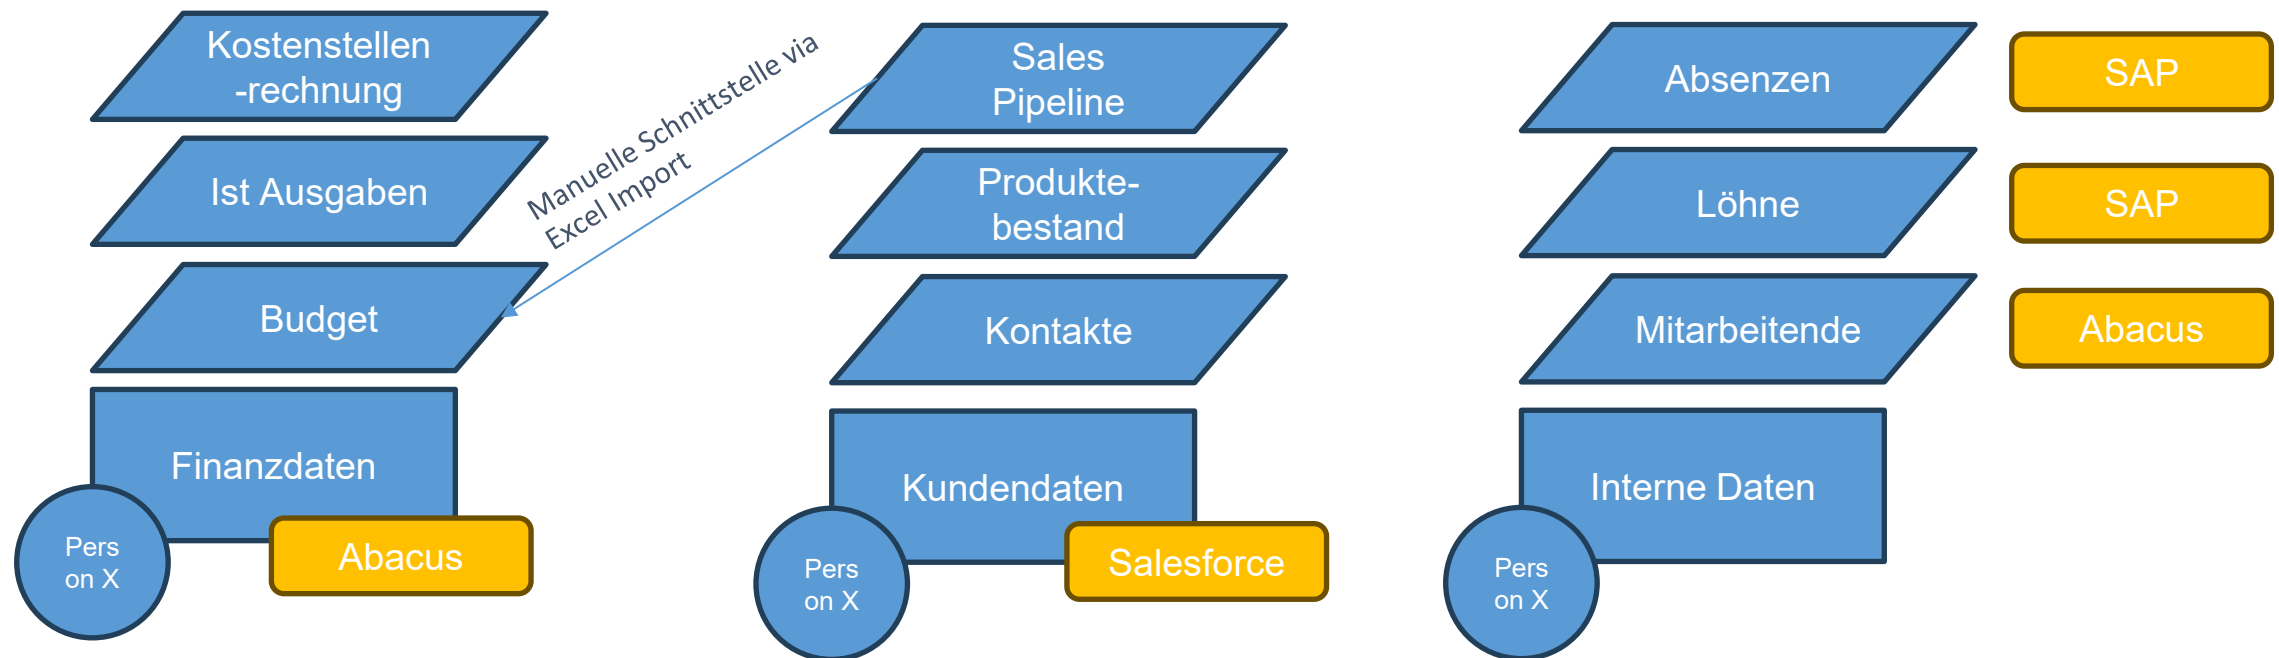 Kostenstellen
-rechnung
Ist Ausgaben
Budget
Finanzdaten
Pers
on X
Abacus
Manuelle Schnittstelle via
Excel Import
Sales
Pipeline
Produkte-
bestand
Kontakte
Kundendaten
Pers
on X
Salesforce
Absenzen
SAP
Löhne
SAP
Mitarbeitende
Abacus
Interne Daten
Pers
on X